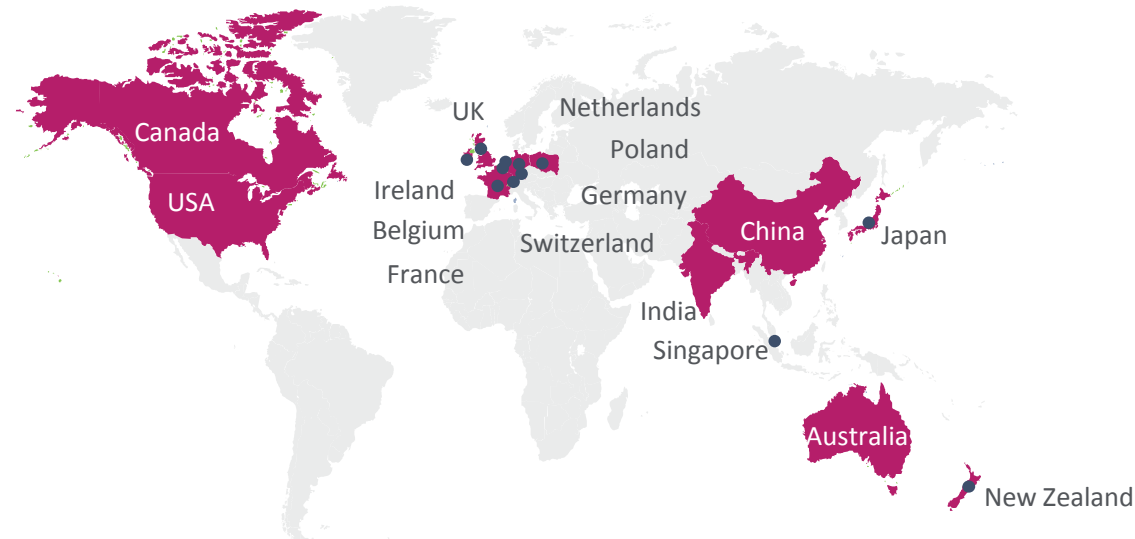 UK
Netherlands
Canada
Poland
Ireland
USA
Germany
Belgium
Switzerland
China
Japan
France
India
Singapore
Australia
New Zealand